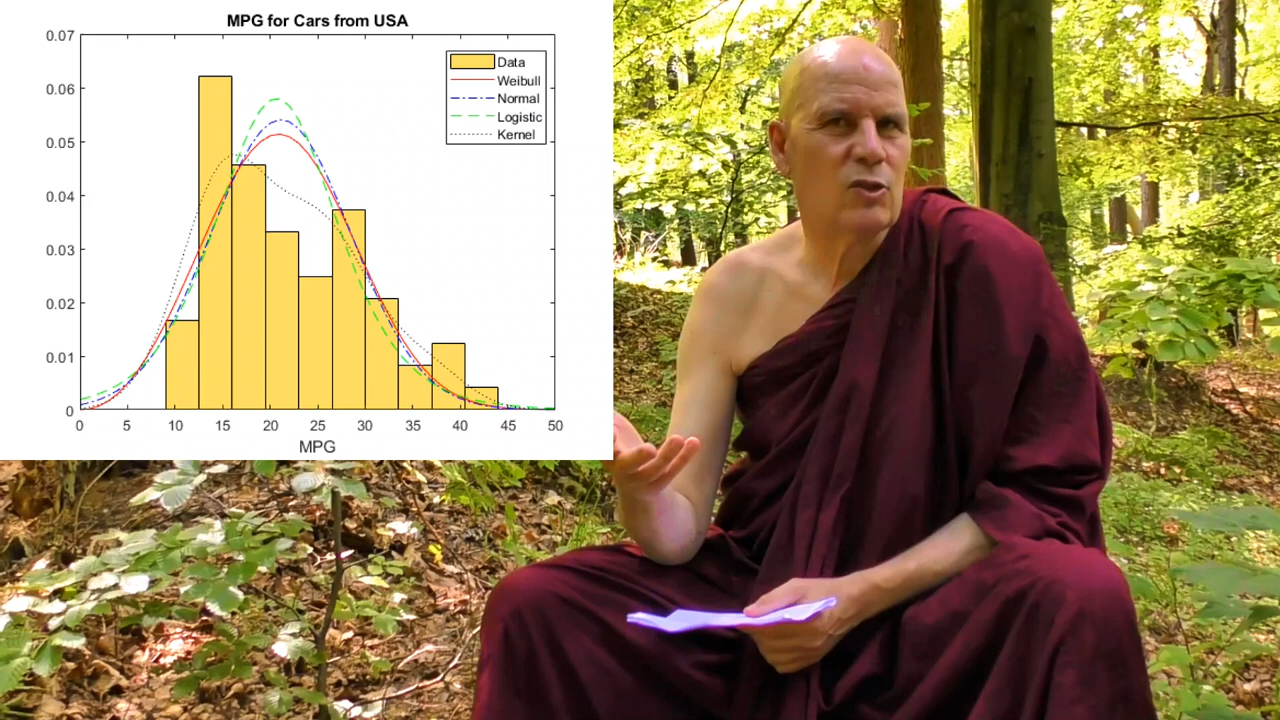 MPG for Cars from USA
0.07
0.06
0.05
0.04
0.03
0.02
0.01
0
Data
Weibull
Normal
Logistic
Kernel
0 5 10 15 20 25 30 35 40 45 50
MPG